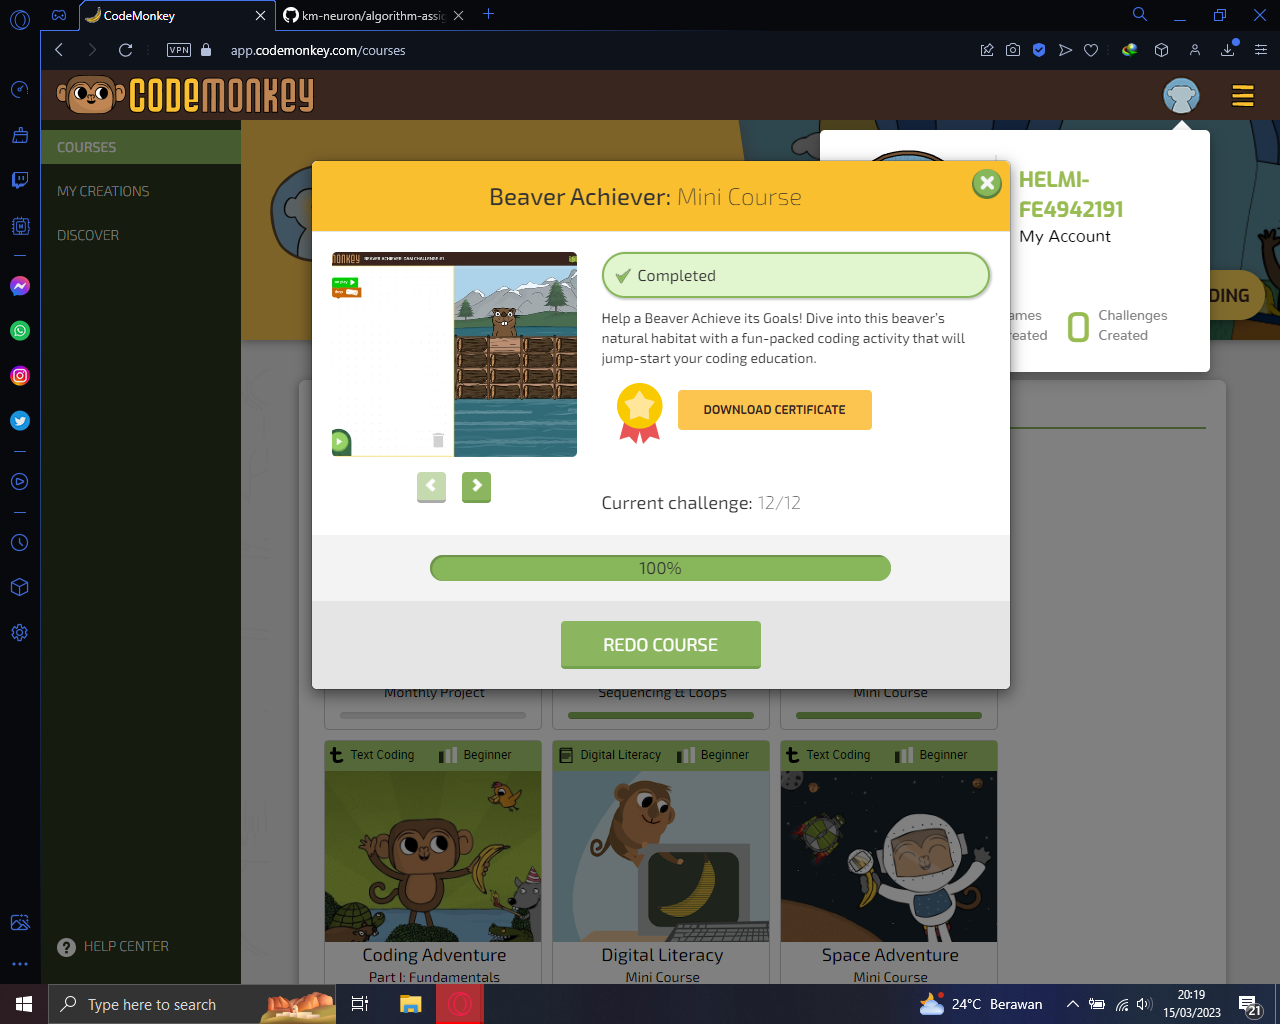 CodeMonkey
km-neuron/algorithm-assig
VPN
app.codemonkey.com/courses
CODEMONKEY
COURSES
MY CREATIONS
DISCOVER
HELP CENTER
HELMI-
FE4942191
My Account
ames
reated
0
Challenges
Created
DING
Beaver Achiever: Mini Course
Completed
Help a Beaver Achieve its Goals! Dive into this beaver's
natural habitat with a fun-packed coding activity that will
jump-start your coding education.
DOWNLOAD CERTIFICATE
Current challenge: 12/12
100%
REDO COURSE
Monthly Project
Sequencing & Loops
Mini Course
Text Coding
Beginner
Digital Literacy
Beginner
Text Coding
Beginner
Coding Adventure
Part I: Fundamentals
Digital Literacy
Mini Course
Space Adventure
Mini Course
Type here to search
24°C Berawan
20:19
15/03/2023
21